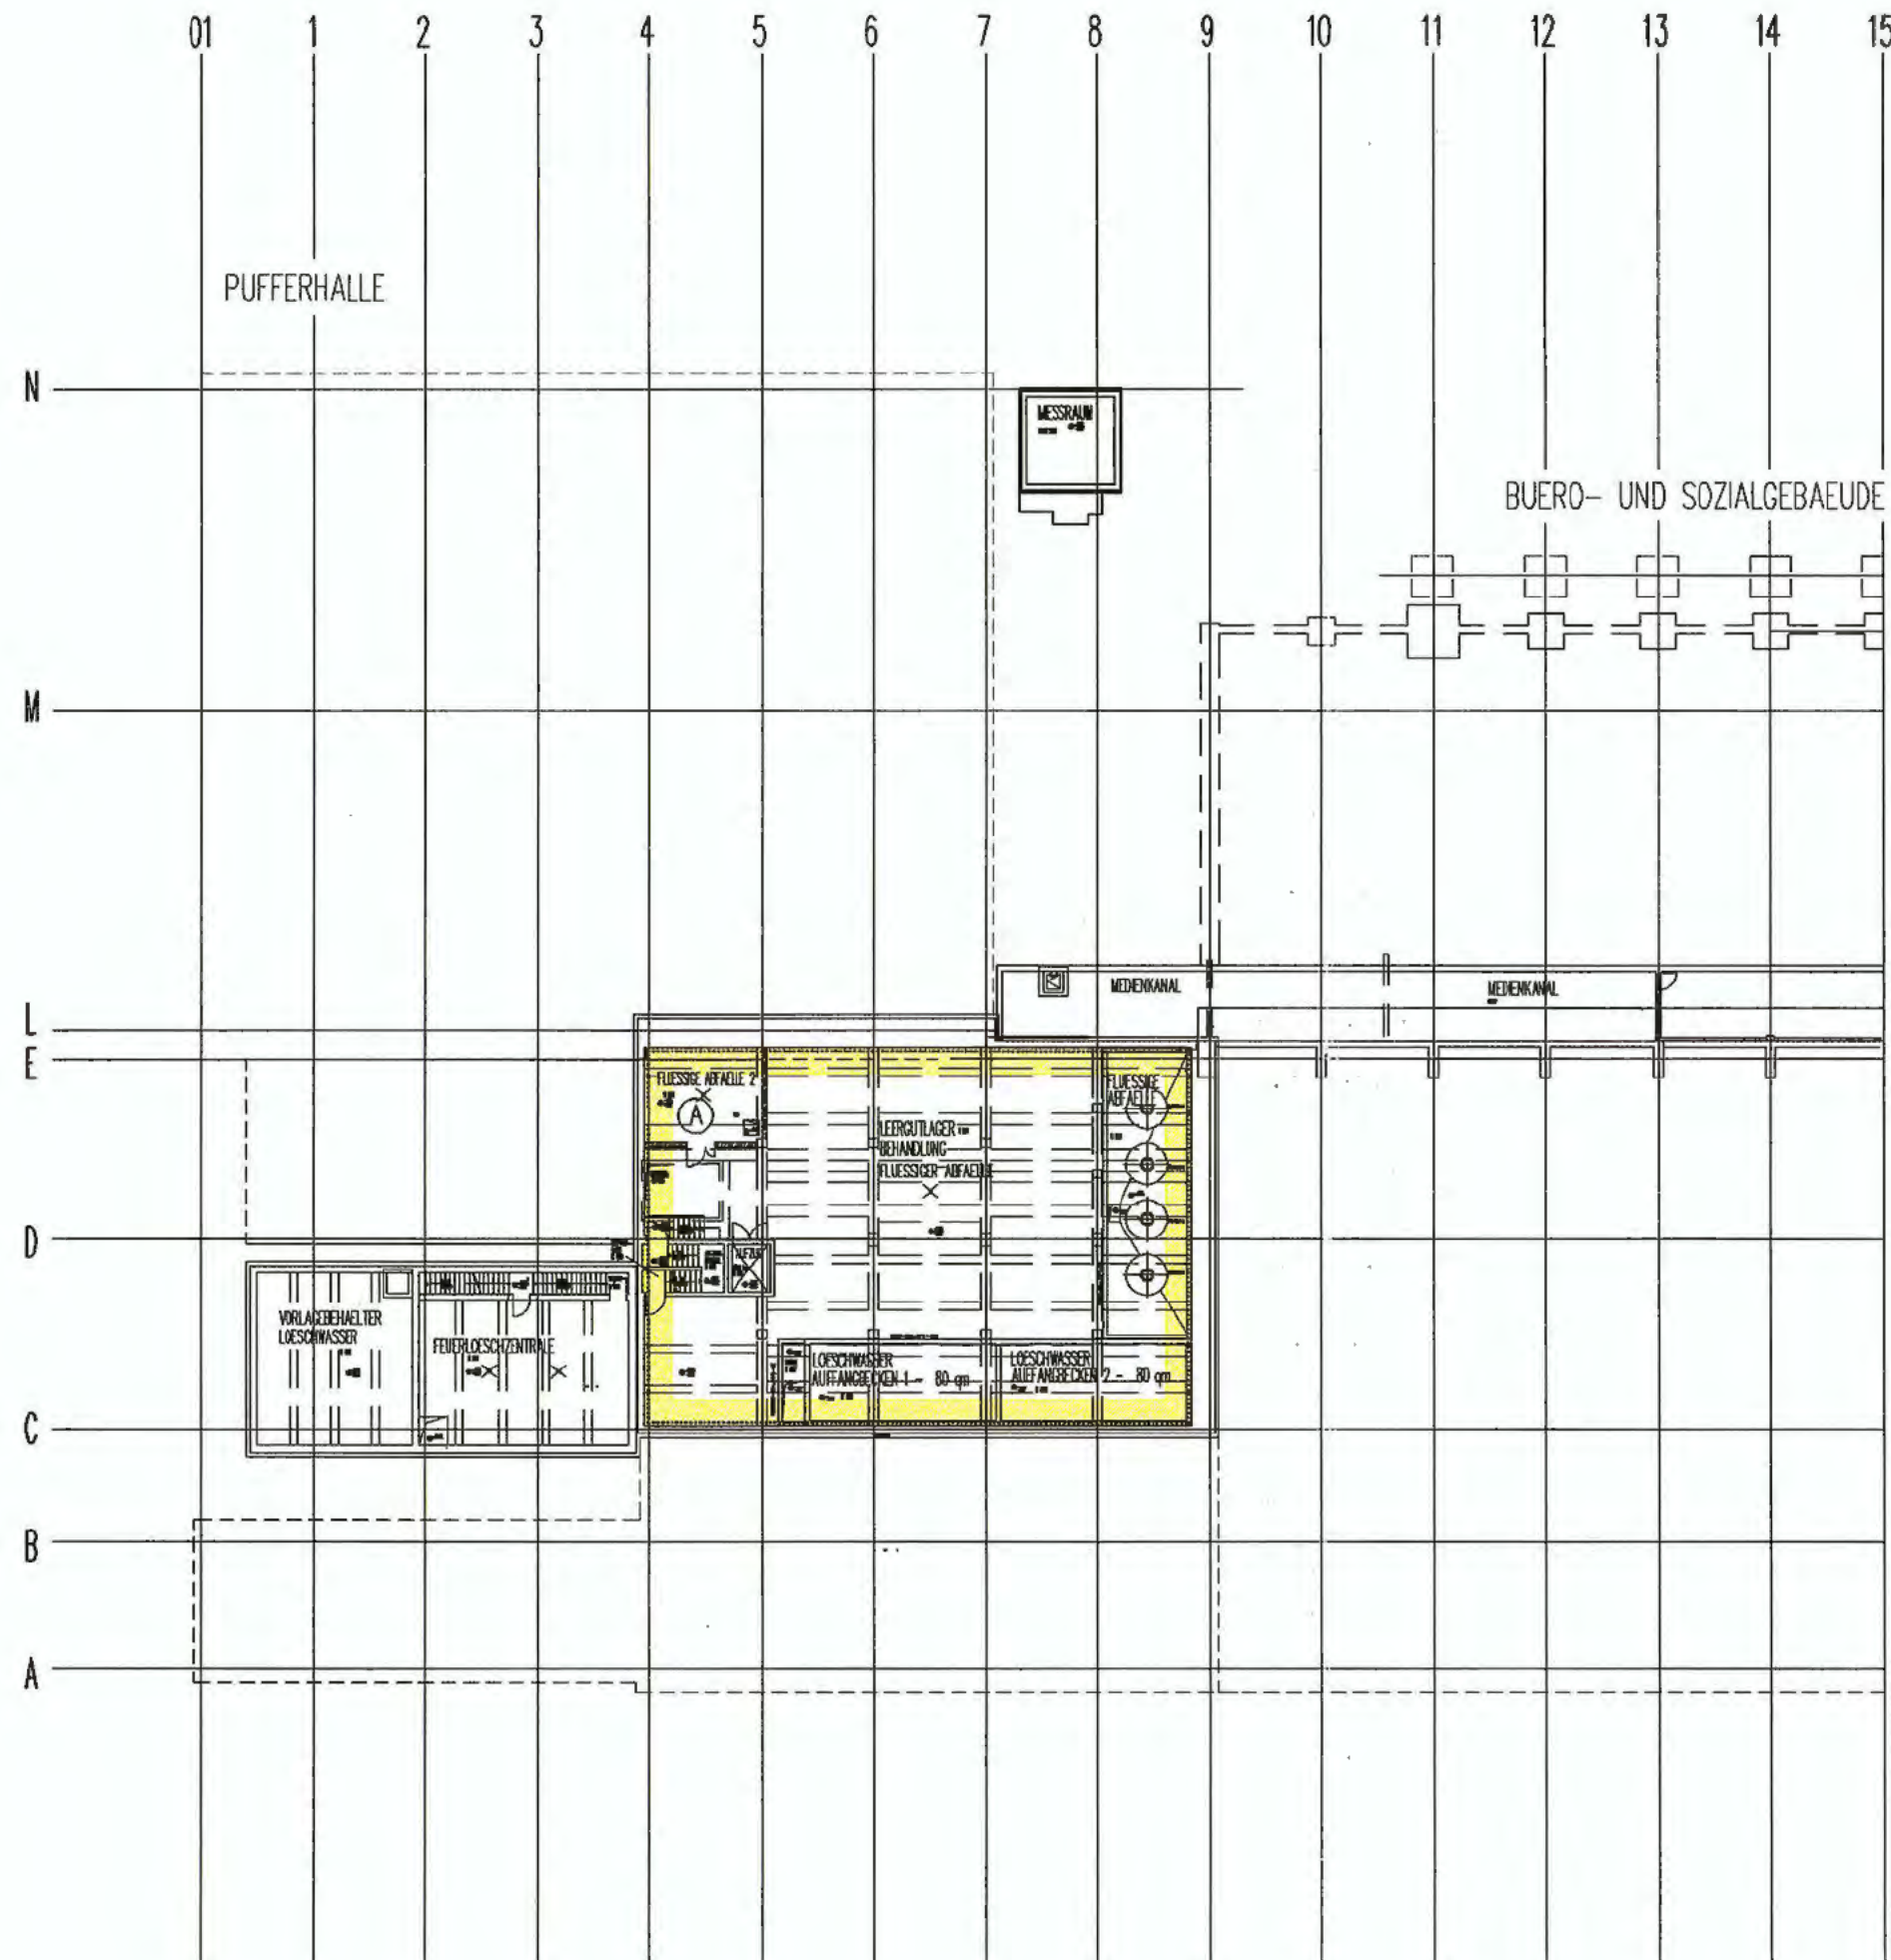 01 1 2 3 4 5 6 7 8 9 10 11 12 13 14 15
PUFFERHALLE
N
MESSRAUM
BUERO- UND SOZIALGEBAEUDE
M
MEDIENKANAL
MEDIENKANAL
L
E
FLUESSIGE ABFAELLE 2
A
FLUESSIGE
ABFAELLE
LEERGUTLAGER
BEHANDLUNG
FLUESSIGER ABFAELLE
D
VORLAGEBEHAELTER
LOESCHWASSER
FEUERLOESCHZENTRALE
LOESCHWASSER
AUFFANGBECKEN 1 - 80 qm
LOESCHWASSER
AUFFANGBECKEN 2 - 80 qm
C
B
A